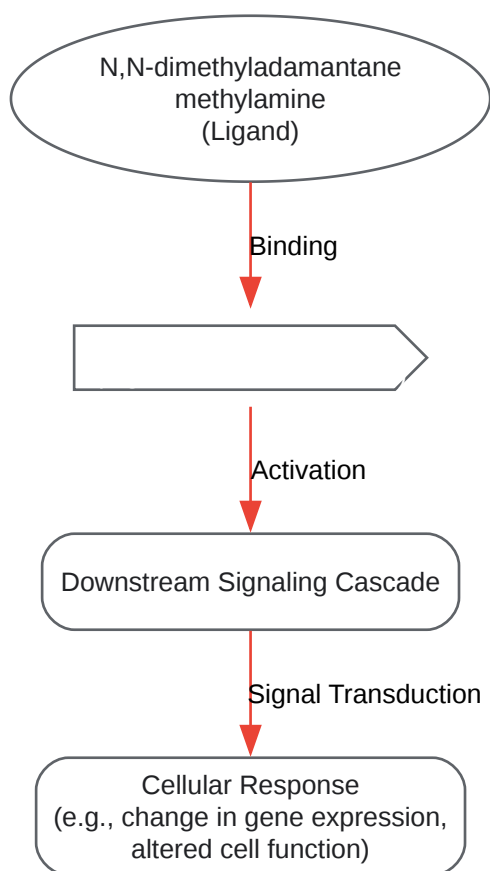 N,N-dimethyladamantane
methylamine
(Ligand)
Binding
Activation
Downstream Signaling Cascade
Signal Transduction
Cellular Response
(e.g., change in gene expression,
altered cell function)